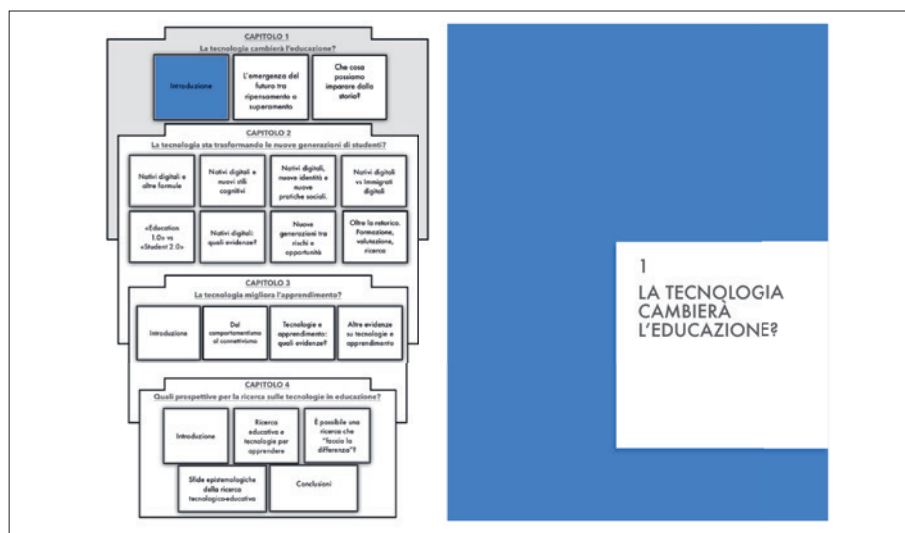 CAPITOLO 1
La tecnologia cambierà l'educazione?
Introduzione
L'emergenza del
futuro tra
ripensamento o
superamento
Che cosa
possiamo
imparare dalla
storia?
CAPITOLO 2
La tecnologia sta trasformando le nuove generazioni di studenti?
Nativi digitali e
altre formule
Nativi digitali e
nuovi stili
cognitivi
Nativi digitali,
nuove identità e
nuove
pratiche sociali.
Nativi digitali
vs Immigrati
digitali
«Education
1.0» vs
«Student 2.0»
Nativi digitali:
quali evidenze?
Nuove
generazioni tra
rischi e
opportunità
Oltre la retorica.
Formazione,
valutazione,
ricerca
CAPITOLO 3
La tecnologia migliora l'apprendimento?
Introduzione
Dal
comportamentismo
al connettivismo
Tecnologie e
apprendimento:
quali evidenze?
Altre evidenze
su tecnologie e
apprendimento
CAPITOLO 4
Quali prospettive per la ricerca sulle tecnologie in educazione?
Introduzione
Ricerca
educativa e
tecnologie per
apprendere
È possibile una
ricerca che
"faccia la
differenza"?
Sfide epistemologiche
della ricerca
tecnologico-educativa
Conclusioni
1
LA TECNOLOGIA
CAMBIERÀ
L'EDUCAZIONE?